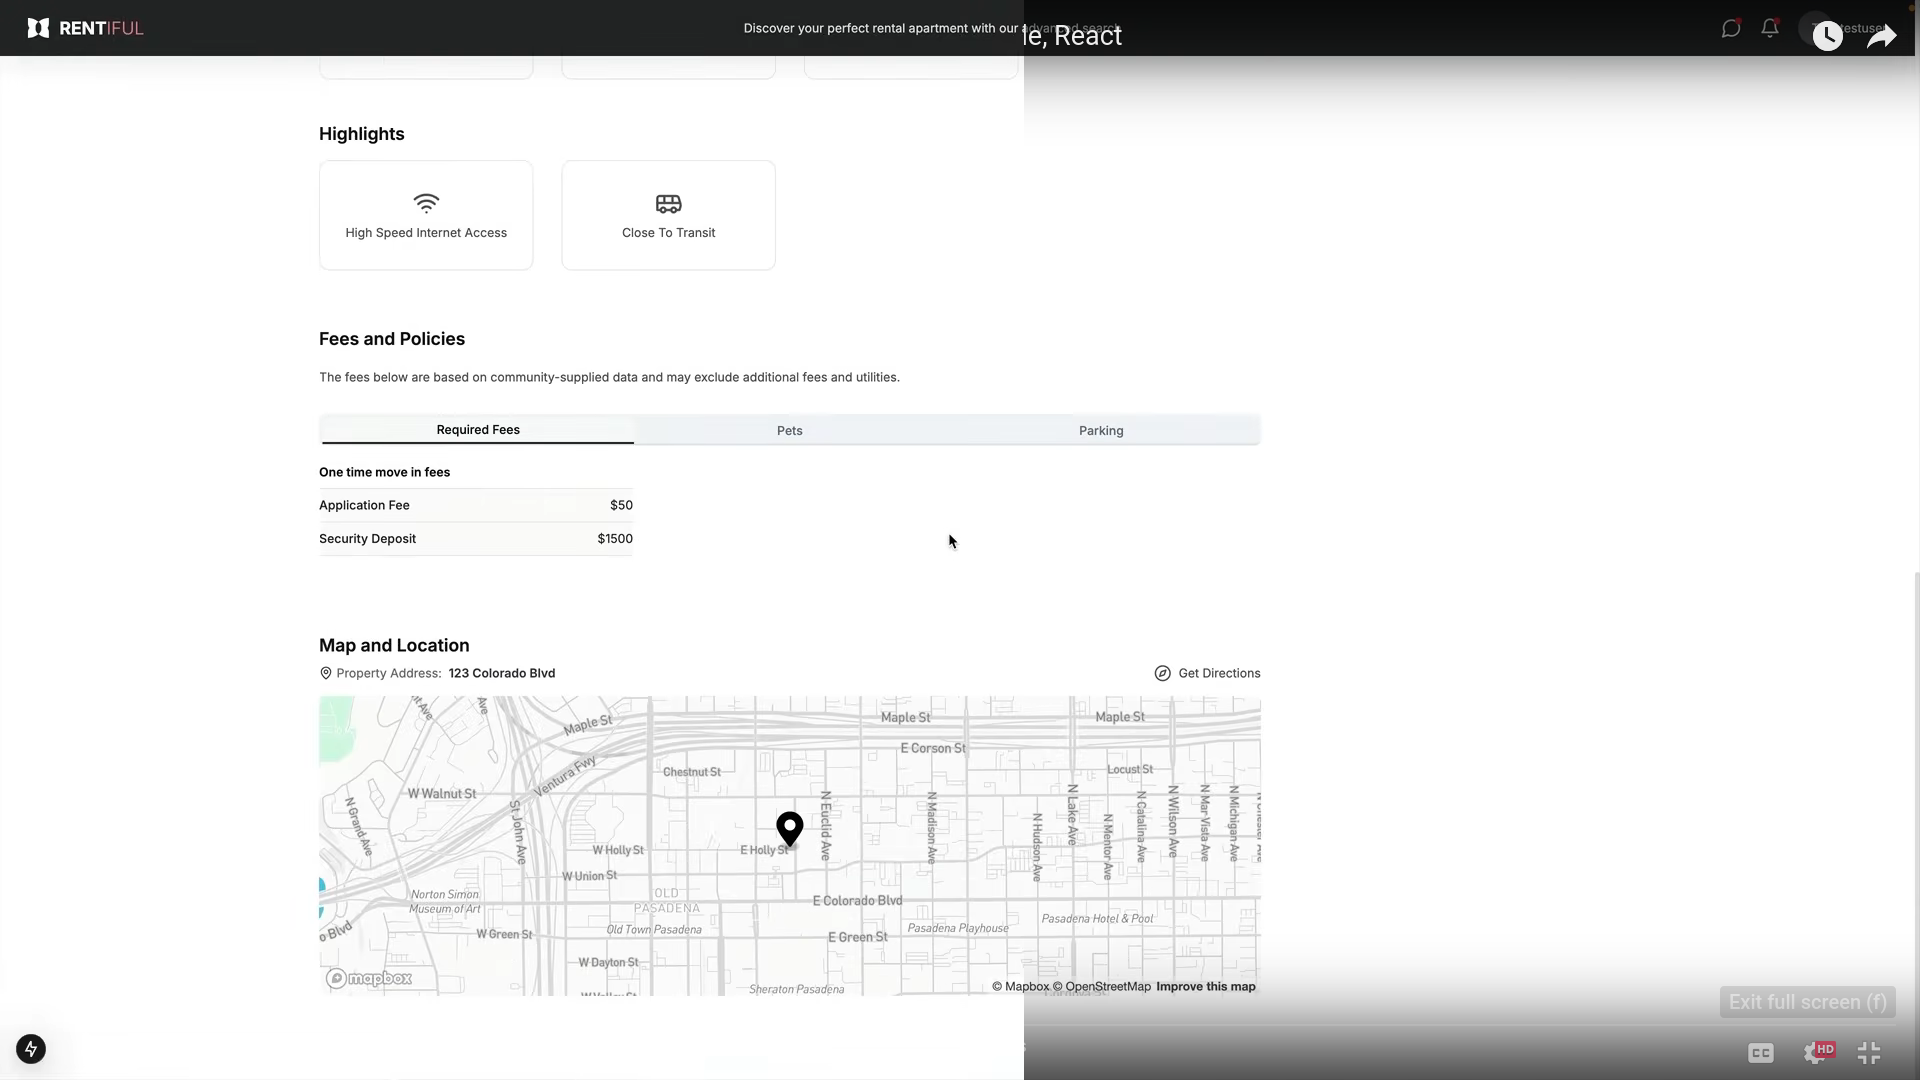 RENTIFUL
Discover your perfect rental apartment with our advanced search
le, React
Highlights
High Speed Internet Access
Close To Transit
Fees and Policies
The fees below are based on community-supplied data and may exclude additional fees and utilities.
Required Fees
Pets
Parking
One time move in fees
Application Fee
$50
Security Deposit
$1500
Map and Location
Property Address: 123 Colorado Blvd
Get Directions
Maple St
Maple St
Maple St
E Corson St
Ventura Fwy
Chestnut St
Locust St
W Walnut St
N Grand Ave
St John Ave
N Euclid Ave
N Madison Ave
N Hudson Ave
N Lake Ave
N Mentor Ave
N Catalina Ave
N Wilson Ave
N Mar Vista Ave
N Michigan Ave
W Holly St
E Holly St
W Union St
Norton Simon
Museum of Art
OLD
PASADENA
E Colorado Blvd
o Blvd
W Green St
Old Town Pasadena
E Green St
Pasadena Playhouse
Pasadena Hotel & Pool
W Dayton St
mapbox
Sheraton Pasadena
© Mapbox © OpenStreetMap Improve this map
Exit full screen (f)
CC
HD